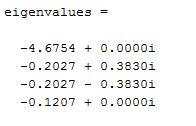 eigenvalues =
-4.6754 + 0.0000i
-0.2027 + 0.3830i
-0.2027 - 0.3830i
-0.1207 + 0.0000i